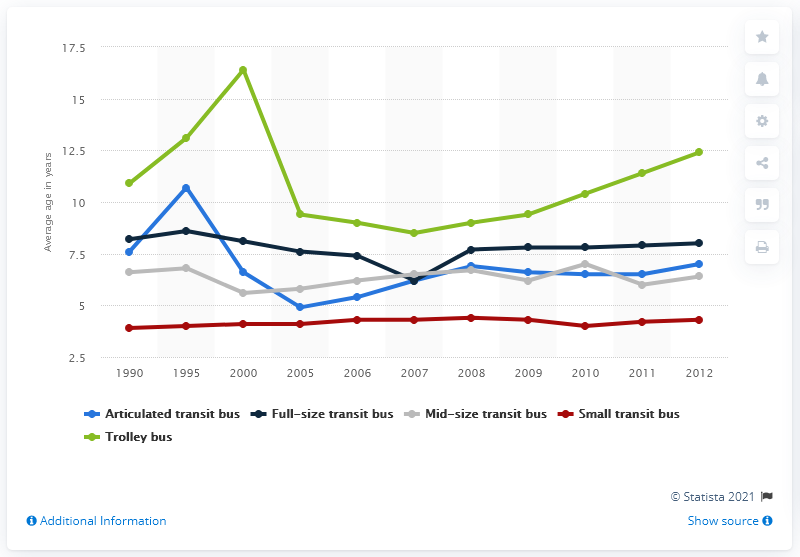 17.5
15
12.5
10
7.5
5
2.5
Average age in years
1990 1995 2000 2005 2006 2007 2008 2009 2010 2011 2012
Articulated transit bus Full-size transit bus Mid-size transit bus Small transit bus
Trolley bus
© Statista 2021
Additional Information Show source